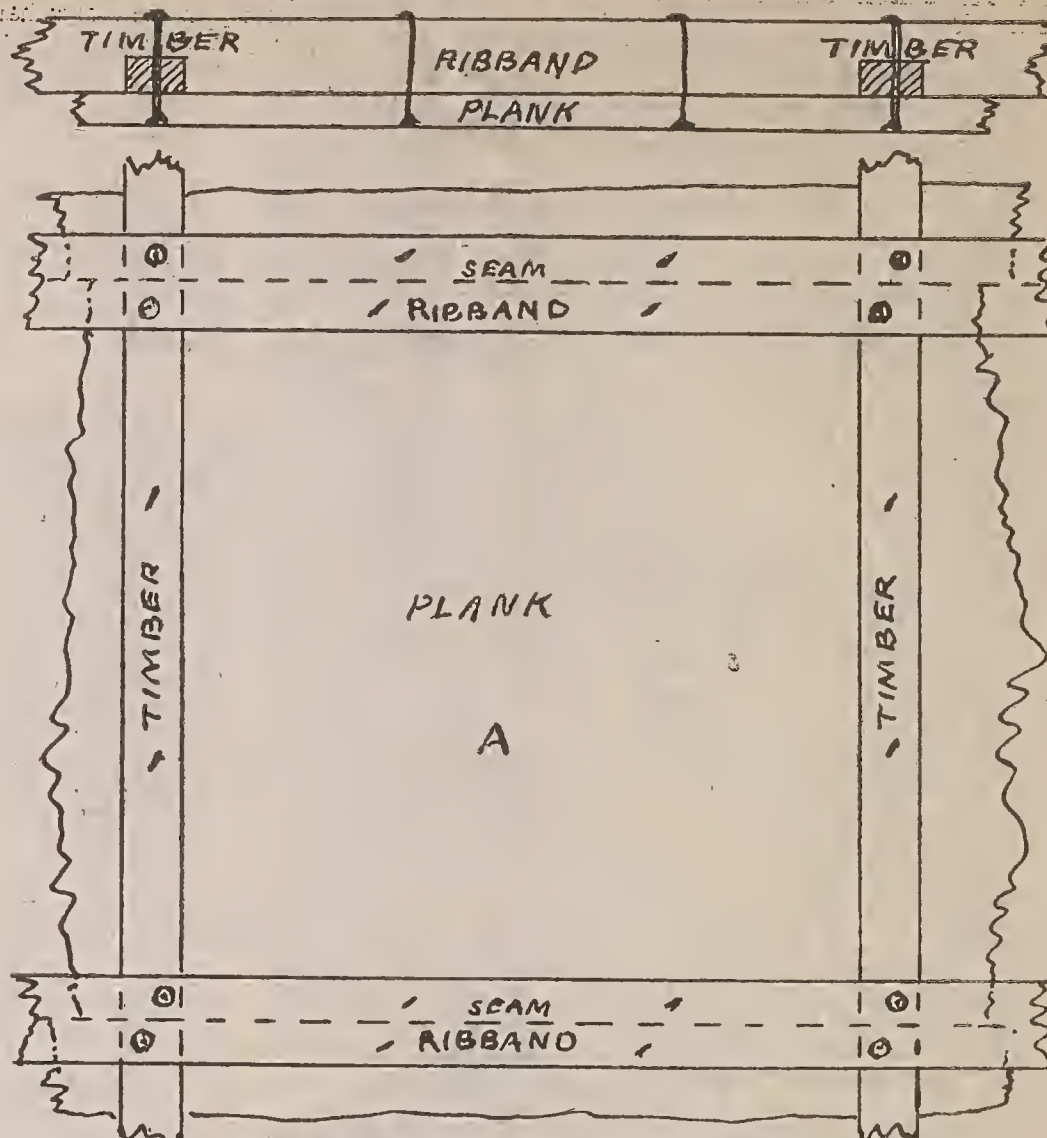 TIMBER RIBBAND TIMBER
PLANK
SEAM
RIBBAND
TIMBER PLANK TIMBER
A
SEAM
RIBBAND